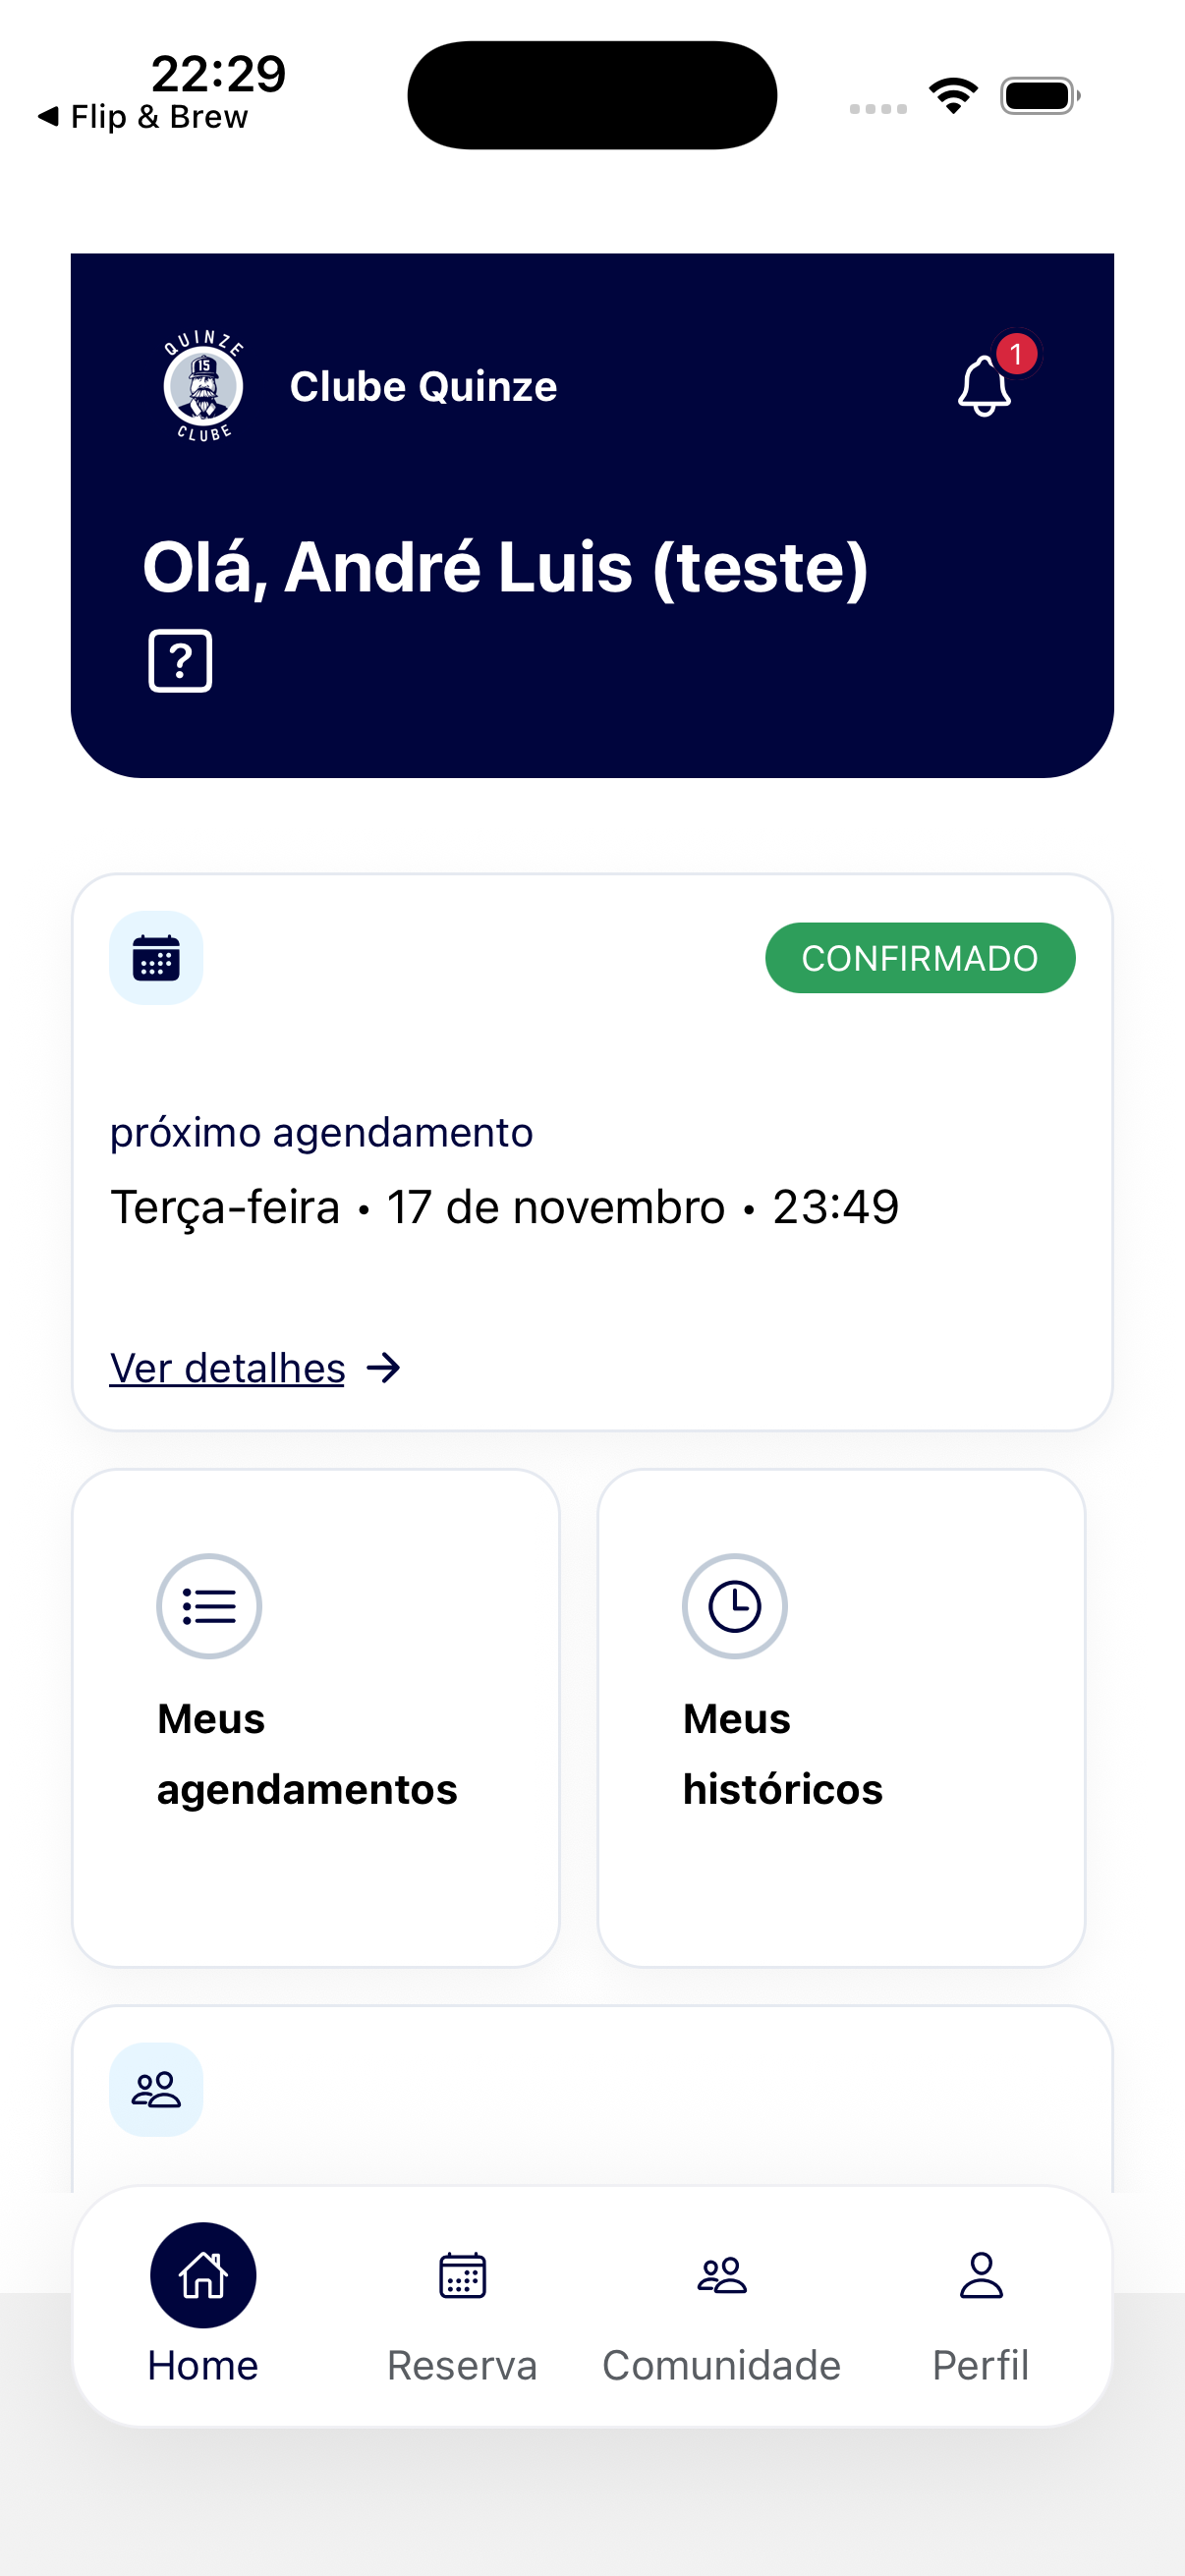 22:29
◀ Flip & Brew
QUINZE
15
CLUBE
Clube Quinze
1
Olá, André Luis (teste)
?
CONFIRMADO
próximo agendamento
Terça-feira • 17 de novembro • 23:49
Ver detalhes →
Meus
agendamentos
Meus
históricos
Home
Reserva
Comunidade
Perfil